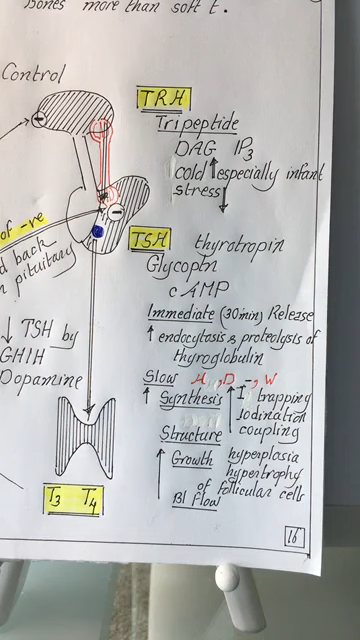 Bones more than soft t.
Control
TRH
Tripeptide
DAG IP3
cold ↑ especially infant
stress ↓
of -ve
d back
n pituitary
TSH thyrotropin
Glycoptn
cAMP
Immediate (30min) Release
↑ endocytosis & proteolysis of
Thyroglobulin
↓ TSH by
GHIH
Dopamine
Slow H, D, W
↑ Synthesis ↑ I- trapping
Iodination
coupling
Structure
↑ Growth hyperplasia
hypertrophy
of follicular cells
Bl flow
T3 T4
16